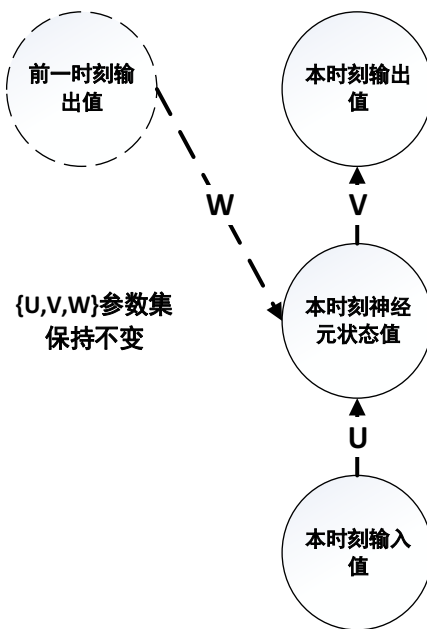 前一时刻输
出值
本时刻输出
值
W
V
{U,V,W}参数集
保持不变
本时刻神经
元状态值
U
本时刻输入
值